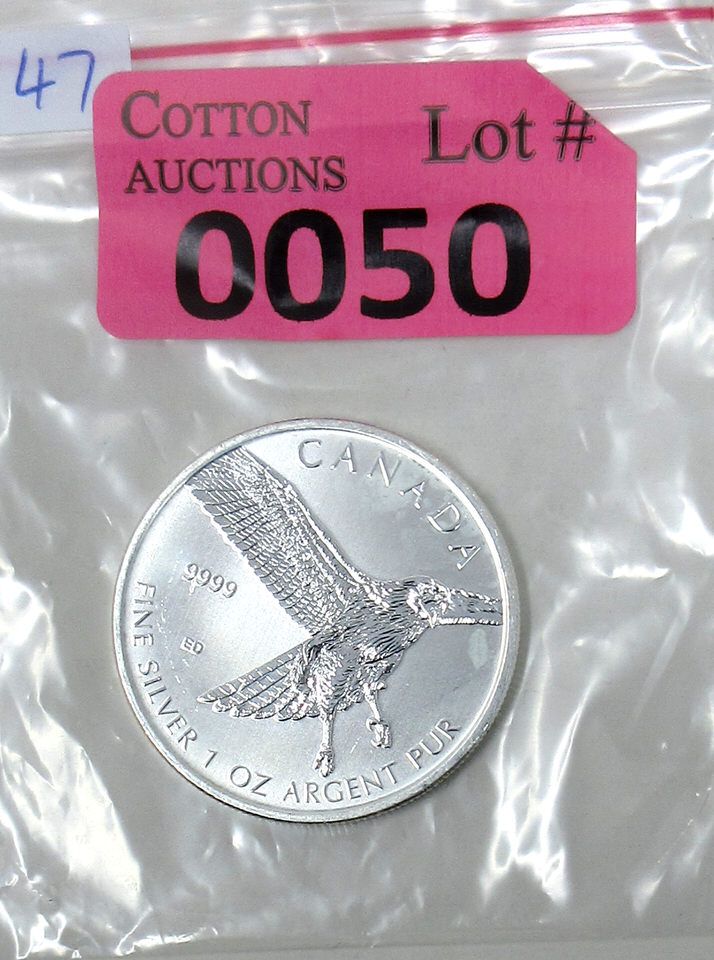 47
COTTON
AUCTIONS
Lot #
0050
CANADA
9999
ED
FINE SILVER 1 OZ ARGENT PUR